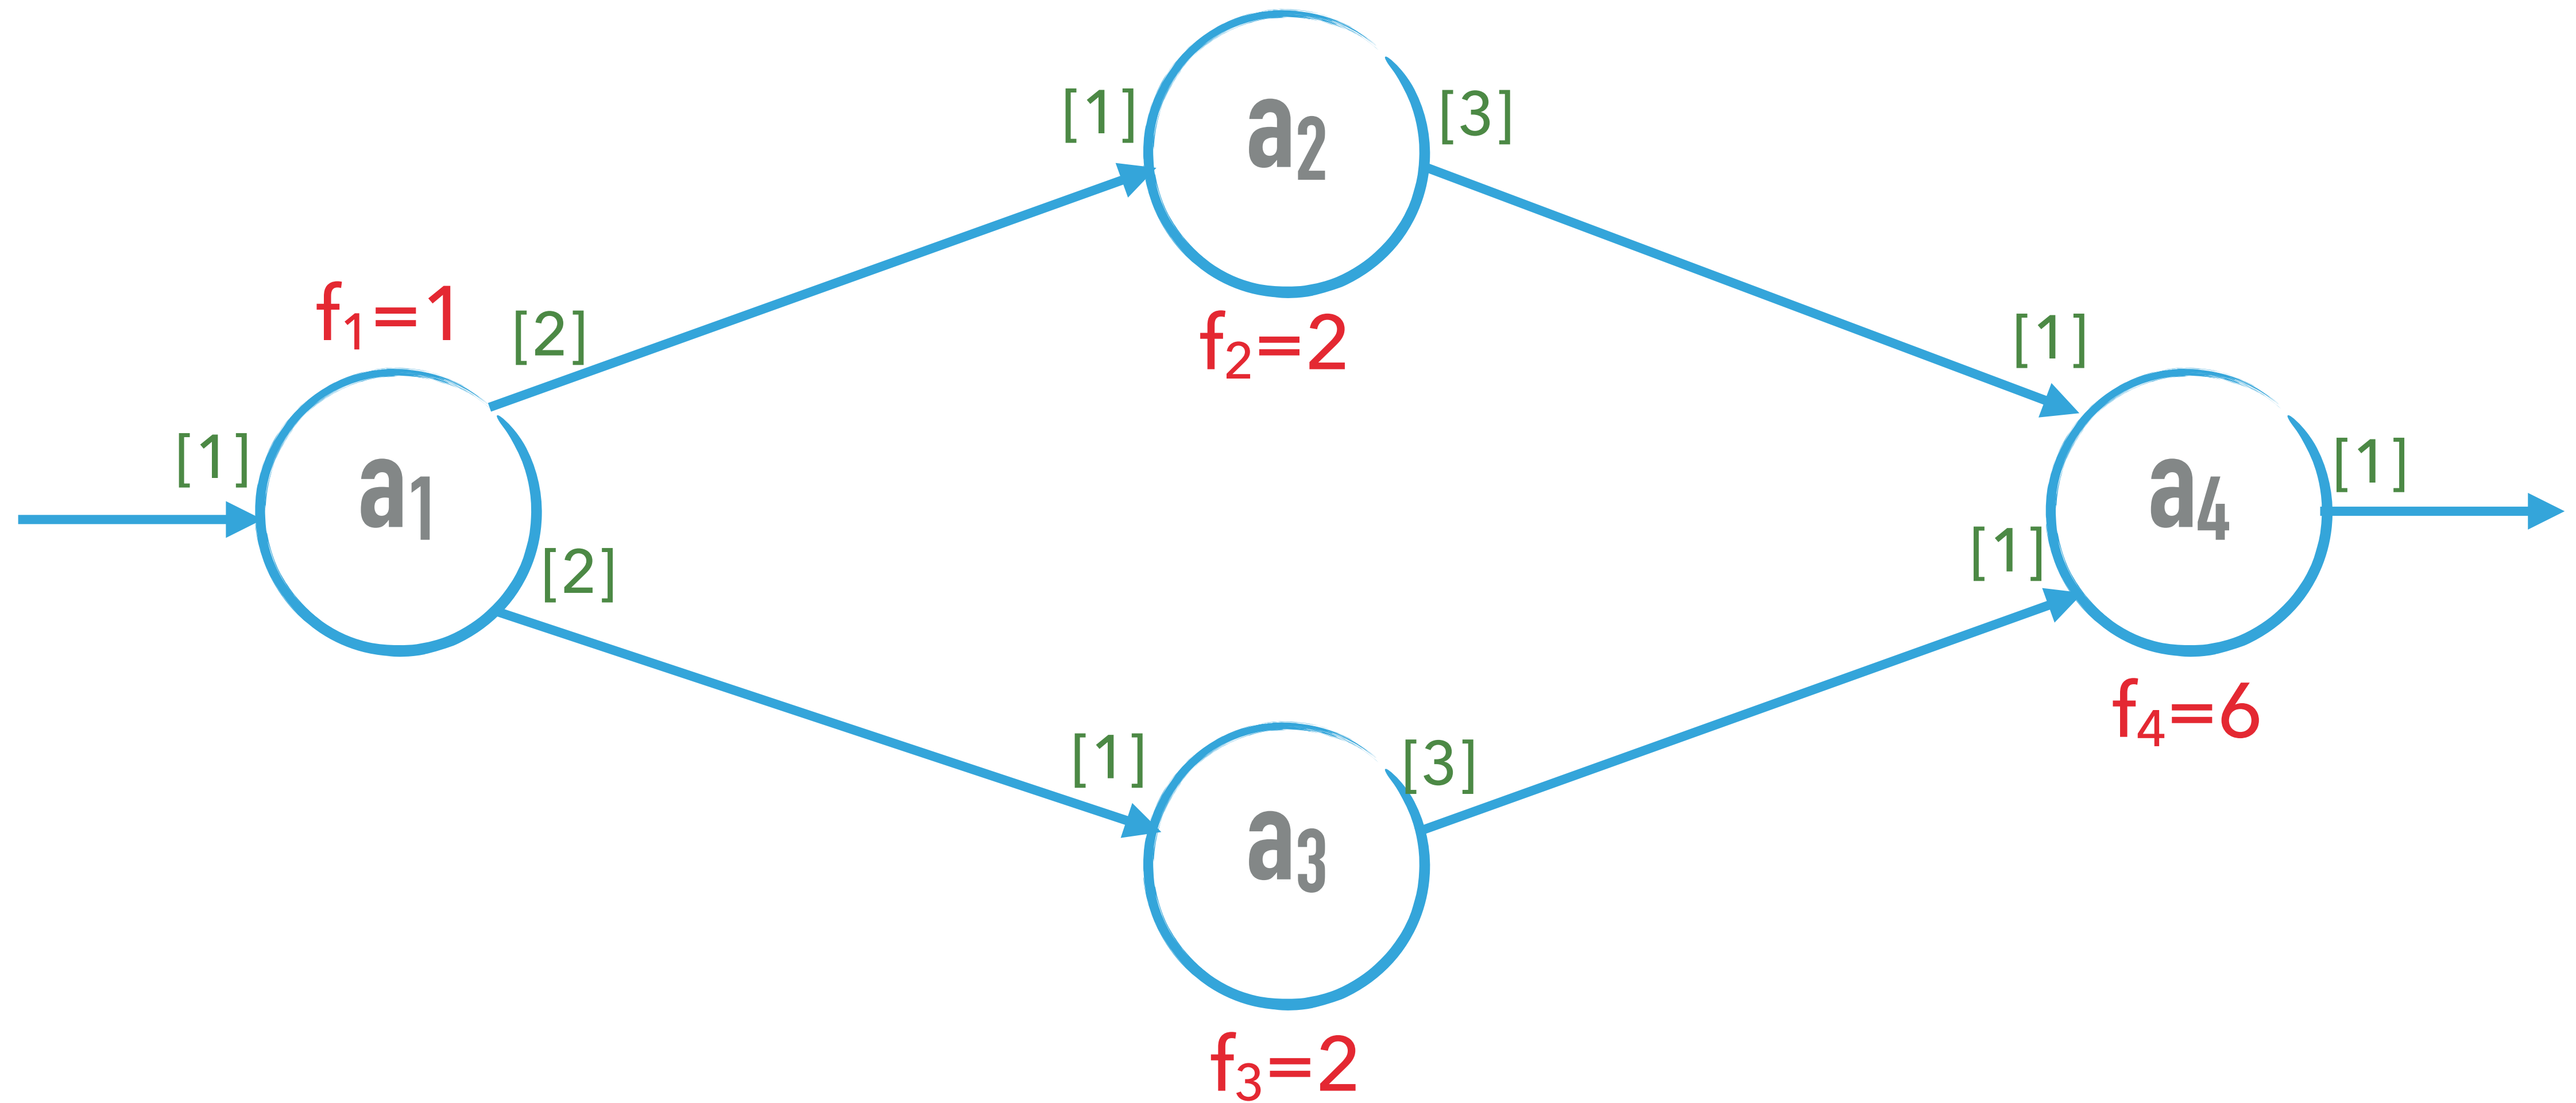 [1]
a₂
[3]
f₂=2
f₁=1
[2]
[1]
a₁
[2]
[1]
[1]
a₄
[1]
f₄=6
[1]
a₃
[3]
f₃=2